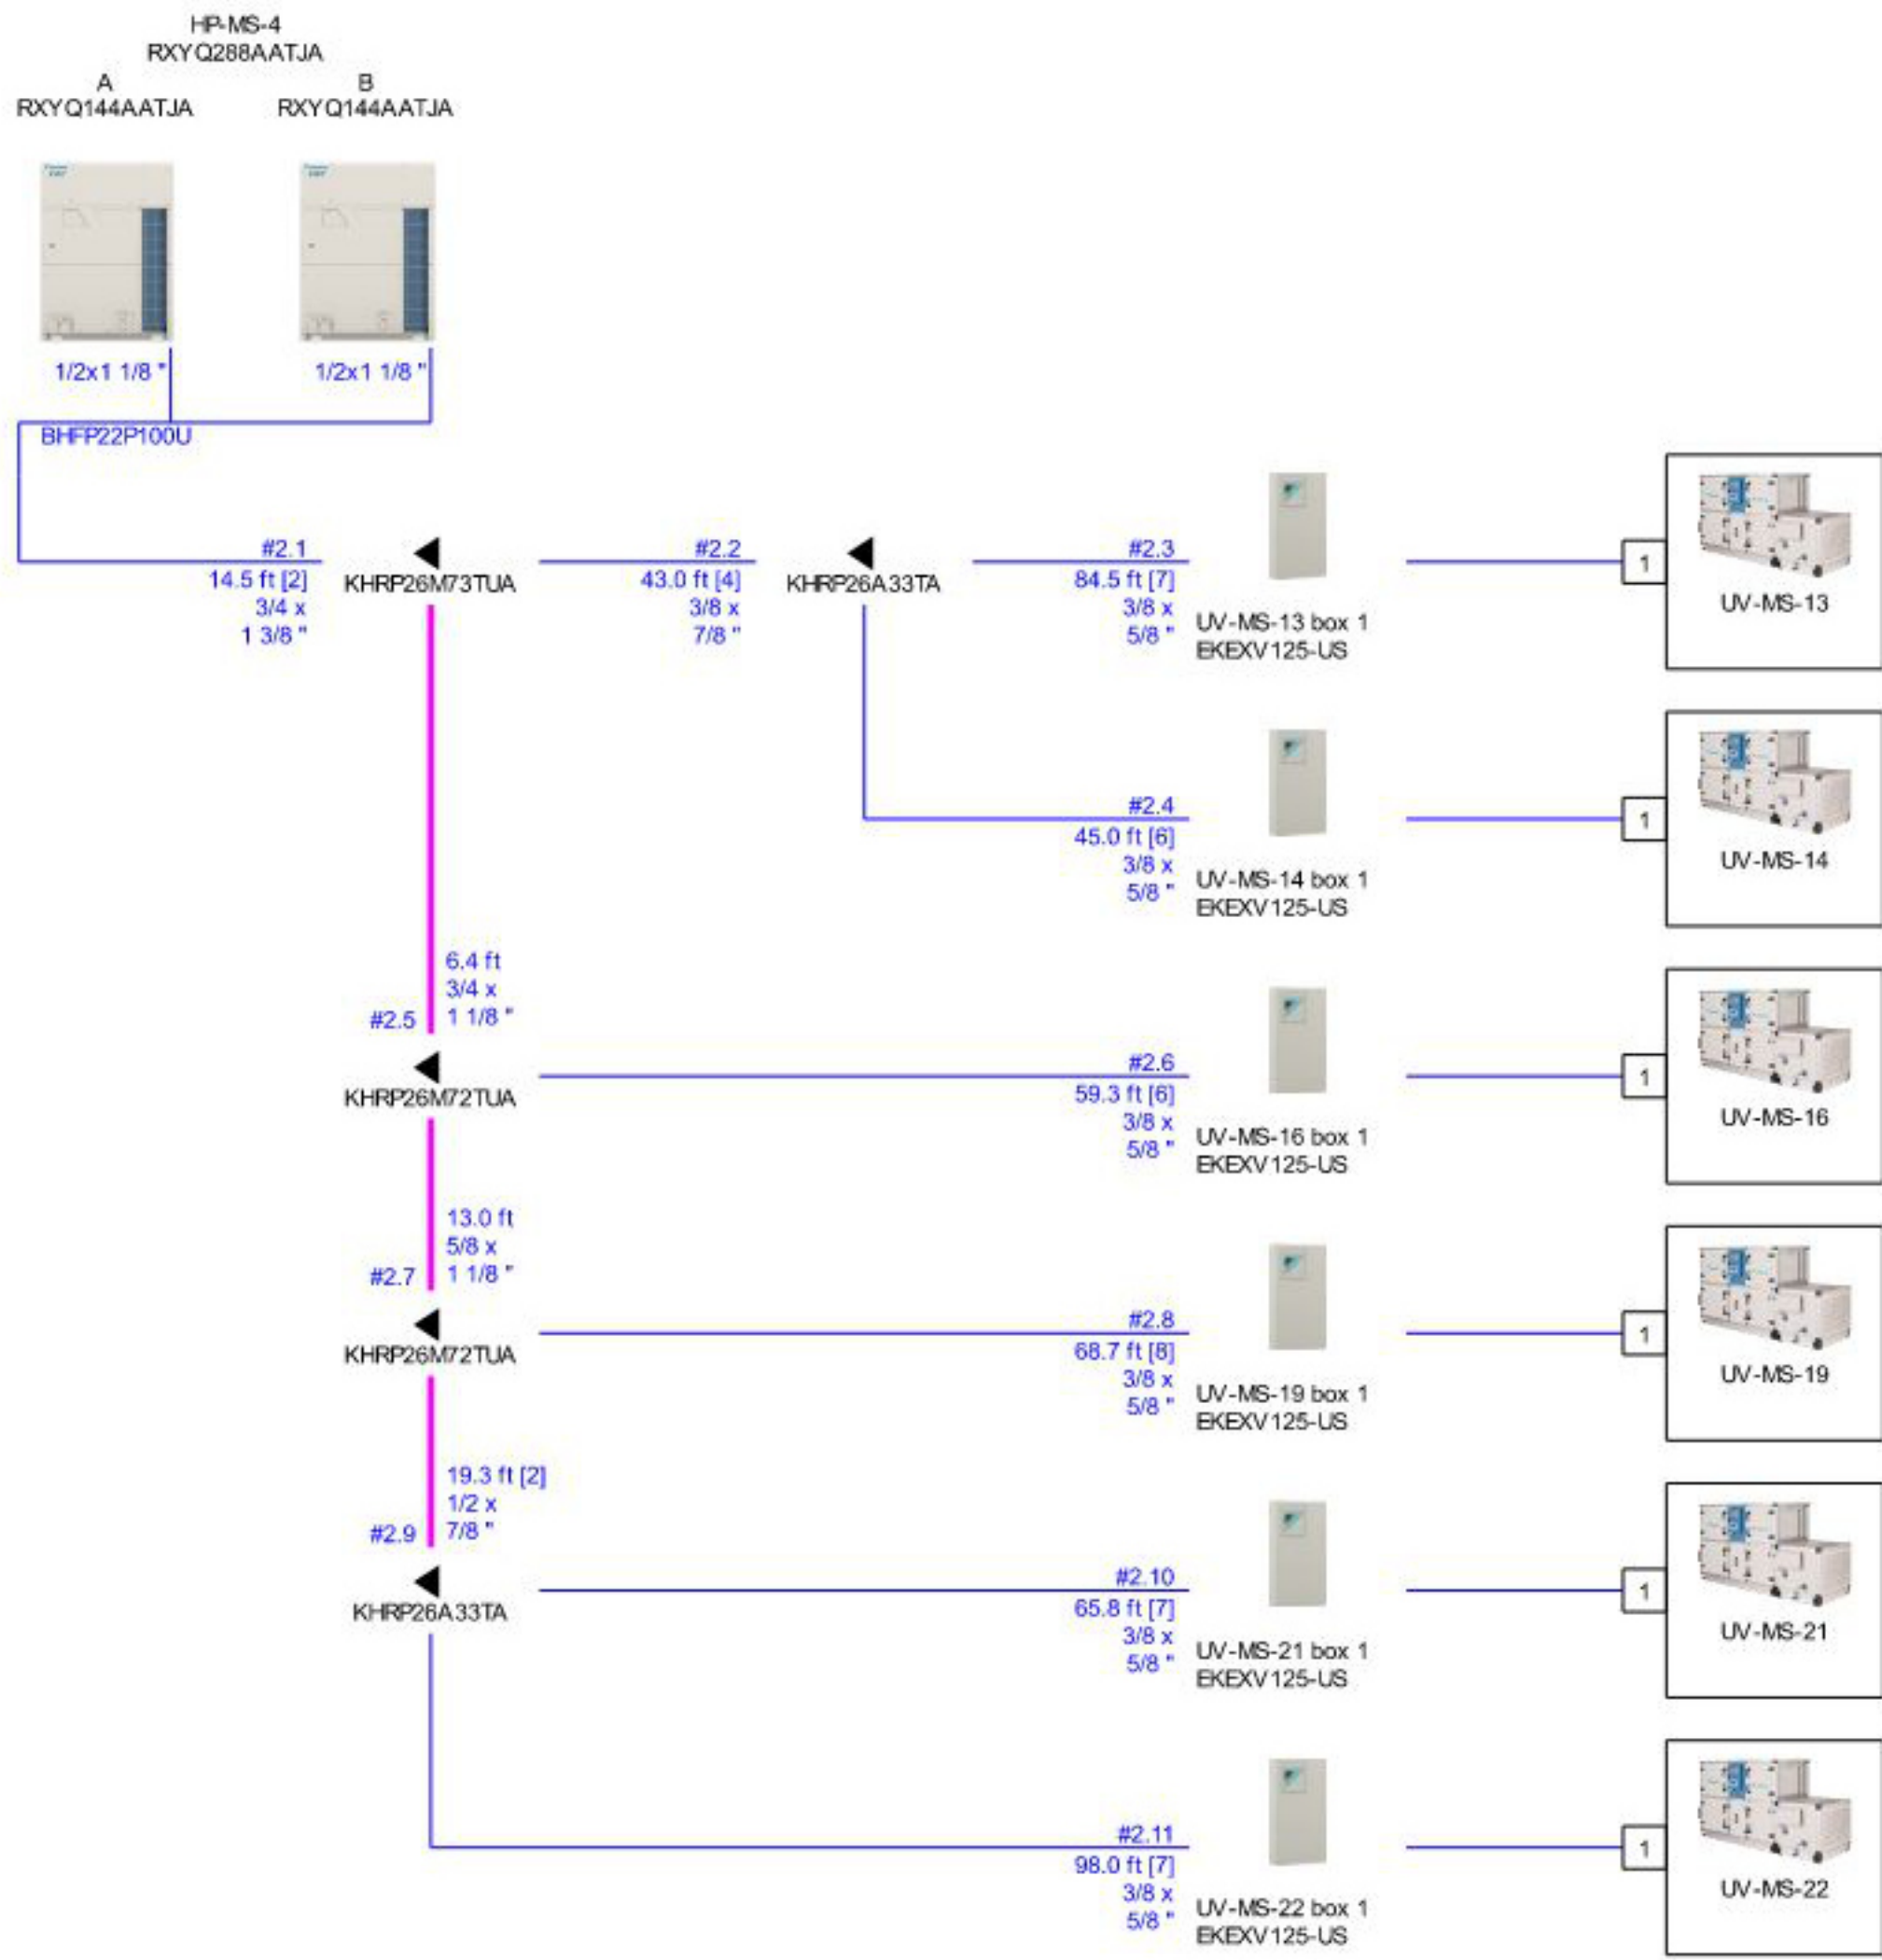 HP-MS-4
RXYQ288AATJA
A
RXYQ144AATJA
B
RXYQ144AATJA
1/2x1 1/8 "
1/2x1 1/8 "
BHFP22P100U
#2.1
14.5 ft [2]
3/4 x
1 3/8 "
KHRP26M73TUA
#2.2
43.0 ft [4]
3/8 x
7/8 "
KHRP26A33TA
#2.3
84.5 ft [7]
3/8 x
5/8 "
UV-MS-13 box 1
EKEXV125-US
1
UV-MS-13
#2.4
45.0 ft [6]
3/8 x
5/8 "
UV-MS-14 box 1
EKEXV125-US
1
UV-MS-14
6.4 ft
3/4 x
1 1/8 "
#2.5
KHRP26M72TUA
#2.6
59.3 ft [6]
3/8 x
5/8 "
UV-MS-16 box 1
EKEXV125-US
1
UV-MS-16
13.0 ft
5/8 x
1 1/8 "
#2.7
KHRP26M72TUA
#2.8
68.7 ft [8]
3/8 x
5/8 "
UV-MS-19 box 1
EKEXV125-US
1
UV-MS-19
19.3 ft [2]
1/2 x
7/8 "
#2.9
KHRP26A33TA
#2.10
65.8 ft [7]
3/8 x
5/8 "
UV-MS-21 box 1
EKEXV125-US
1
UV-MS-21
#2.11
98.0 ft [7]
3/8 x
5/8 "
UV-MS-22 box 1
EKEXV125-US
1
UV-MS-22